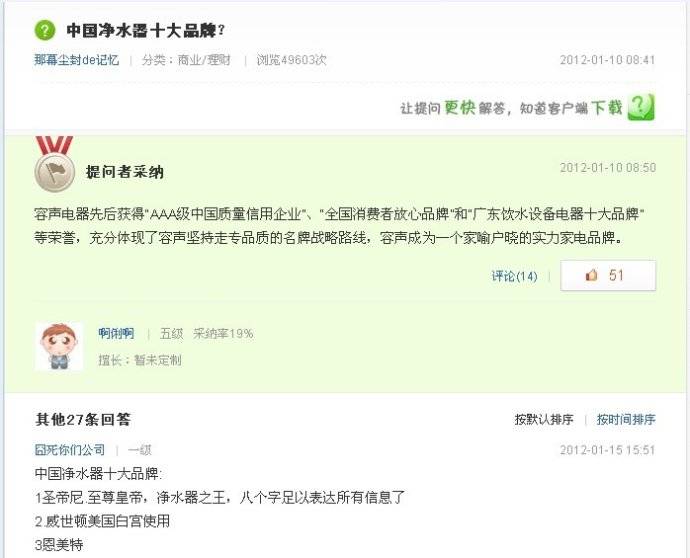 中国净水器十大品牌?
那幕尘封de记忆 | 分类：商业/理财 | 浏览49603次 2012-01-10 08:41
让提问更快解答，知道客户端下载
提问者采纳 2012-01-10 08:50
容声电器先后获得"AAA级中国质量信用企业"、"全国消费者放心品牌"和"广东饮水设备电器十大品牌"
等荣誉，充分体现了容声坚持走专品质的名牌战略路线，容声成为一个家喻户晓的实力家电品牌。
评论(14) | 51
啊俐啊 | 五级 采纳率19%
擅长：暂未定制
其他27条回答 按默认排序 | 按时间排序
囧死你们公司 | 一级 2012-01-15 15:51
中国净水器十大品牌:
1圣帝尼.至尊皇帝，净水器之王，八个字足以表达所有信息了
2.威世顿美国白宫使用
3恩美特